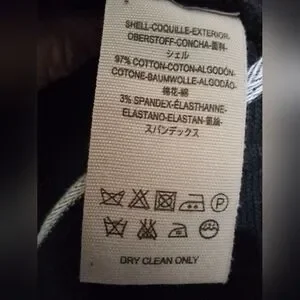 SHELL-COQUILLE-EXTERIOR-
OBERSTOFF-CONCHA-面料-
シェル
97% COTTON-COTON-ALGODÓN-
COTONE-BAUMWOLLE-ALGODÃO-
棉花-綿
3% SPANDEX-ÉLASTHANNE-
ELASTANO-ELASTAN-氨綸-
スパンデックス
P
DRY CLEAN ONLY